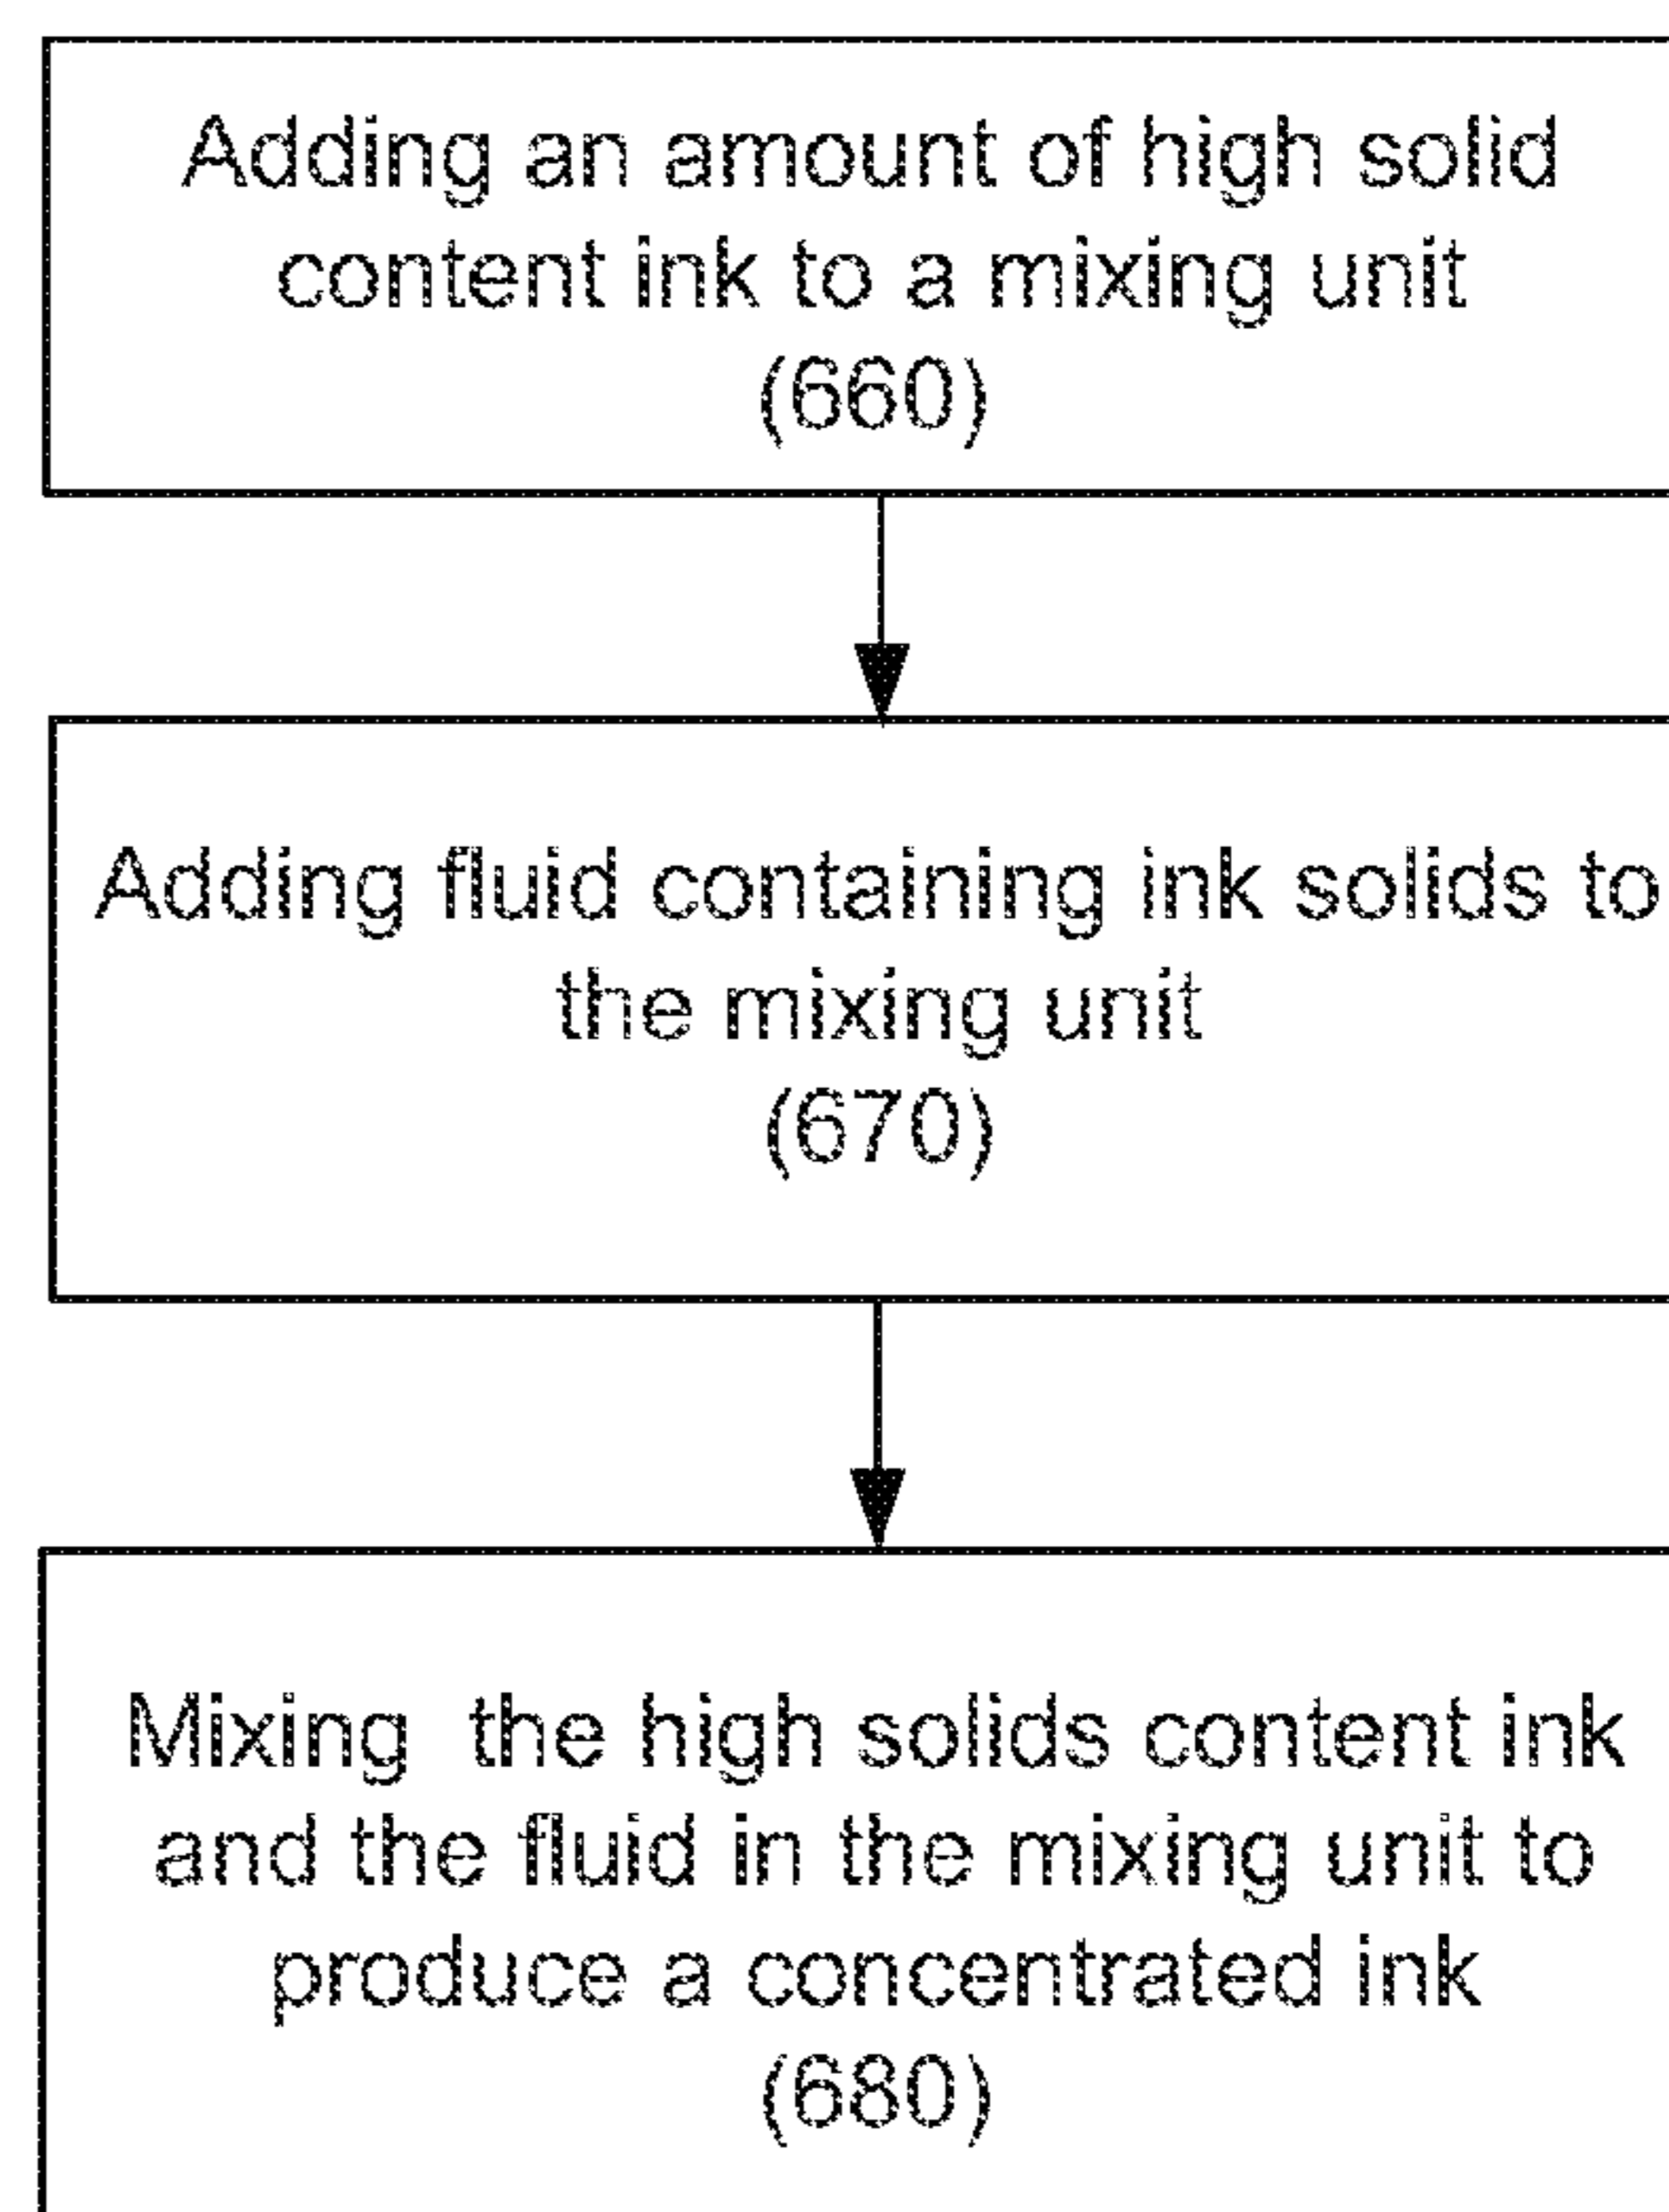 Adding an amount of high solid
content ink to a mixing unit
(660)
Adding fluid containing ink solids to
the mixing unit
(670)
Mixing  the high solids content ink
and the fluid in the mixing unit to
produce a concentrated ink
(680)